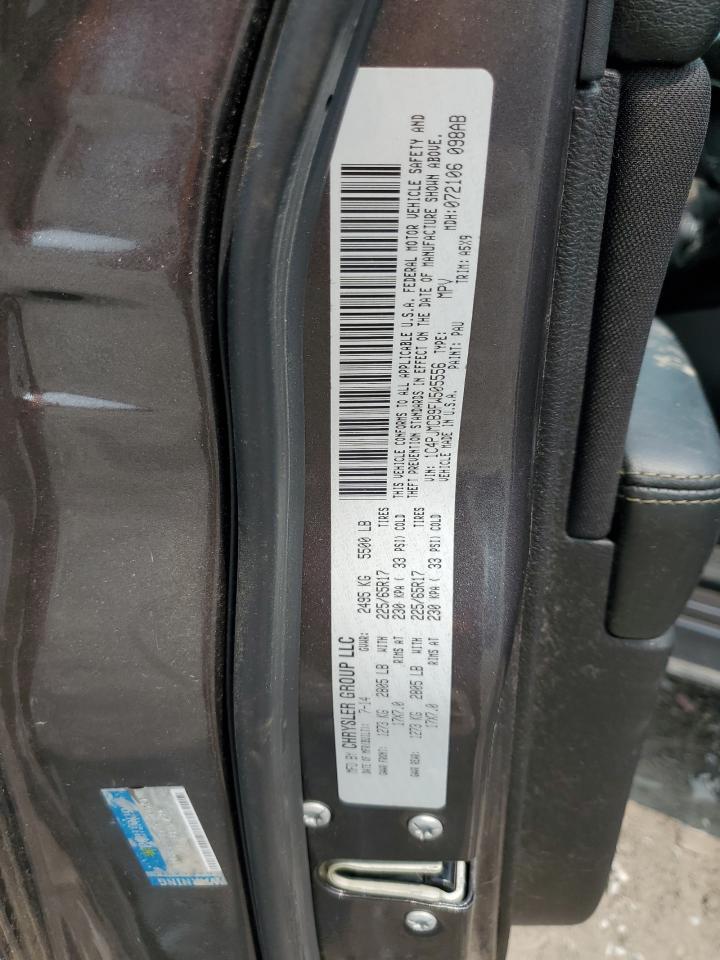 MFD BY CHRYSLER GROUP LLC
DATE OF MFR(BUILT): 7-14 GVWR: 2495 KG 5500 LB
GAWR FRONT: 1273 KG 2805 LB WITH 225/65R17 TIRES
17X7.0 RIMS AT 230 KPA ( 33 PSI) COLD
GAWR REAR: 1273 KG 2805 LB WITH 225/65R17 TIRES
17X7.0 RIMS AT 230 KPA ( 33 PSI) COLD
THIS VEHICLE CONFORMS TO ALL APPLICABLE U.S.A. FEDERAL MOTOR VEHICLE SAFETY AND
THEFT PREVENTION STANDARDS IN EFFECT ON THE DATE OF MANUFACTURE SHOWN ABOVE.
VIN: 1C4PJMCB9FW505556 TYPE: MPV MDH:072106 098AB
VEHICLE MADE IN U.S.A. PAINT: PAU TRIM: A5X9
WARNING